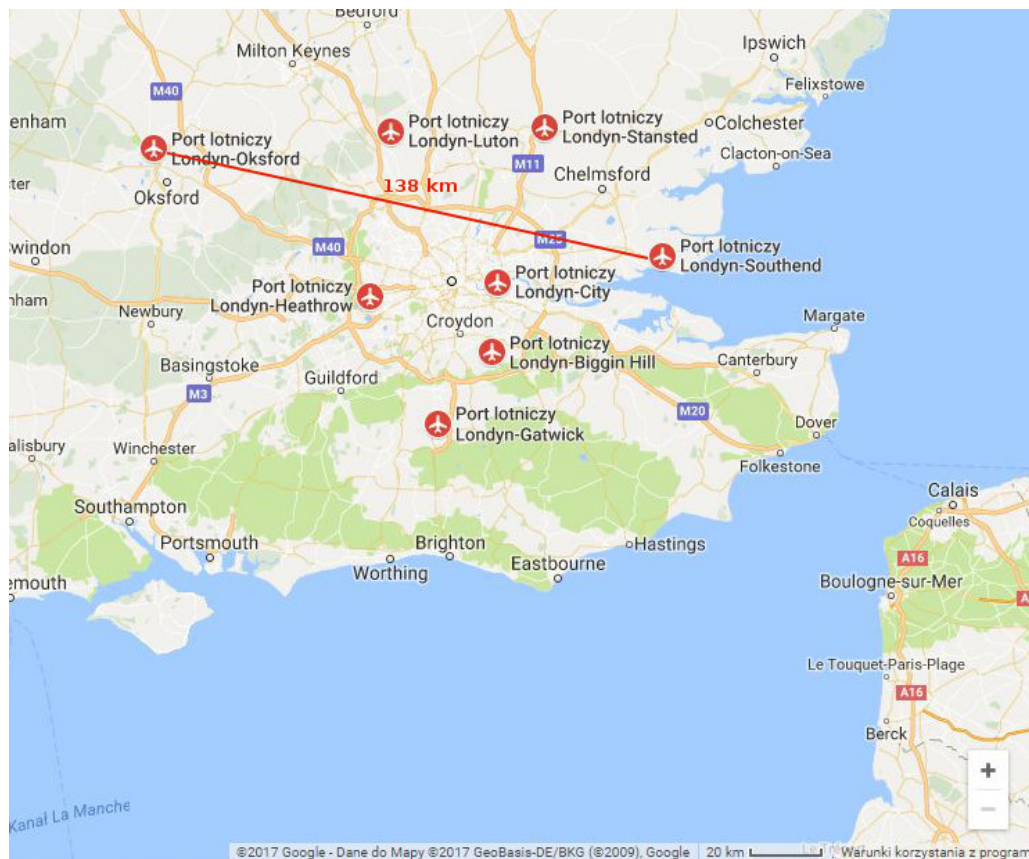 Bedford
Milton Keynes
Ipswich
Felixstowe
M40
enham
Port lotniczy
Londyn-Oksford
Port lotniczy
Londyn-Luton
Port lotniczy
Londyn-Stansted
Colchester
Clacton-on-Sea
M11
ster
138 km
Chelmsford
Oksford
Swindon
M40
M25
Port lotniczy
Londyn-Southend
Port lotniczy
Londyn-City
Port lotniczy
Londyn-Heathrow
nham
Newbury
Croydon
Margate
Port lotniczy
Londyn-Biggin Hill
Canterbury
Basingstoke
Guildford
M3
M20
Port lotniczy
Londyn-Gatwick
Dover
alisbury
Winchester
Folkestone
Calais
Southampton
Coquelles
Portsmouth
Brighton
Hastings
Worthing
Eastbourne
A16
emouth
Boulogne-sur-Mer
A
Le Touquet-Paris-Plage
A16
Berck
+
−
Kanał La Manche
©2017 Google - Dane do Mapy ©2017 GeoBasis-DE/BKG (©2009), Google
20 km
Warunki korzystania z program